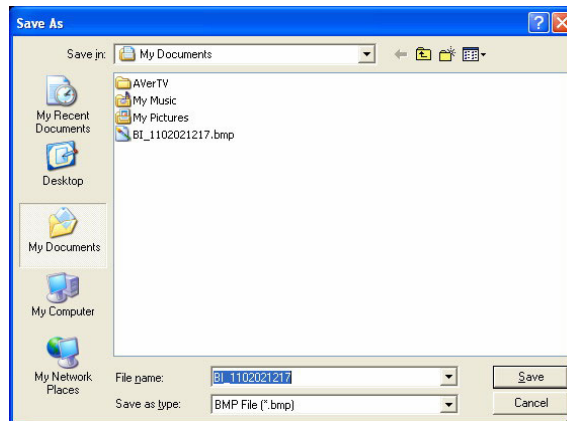 Save As
Save in: My Documents
AVerTV
My Music
My Pictures
BI_1102021217.bmp
My Recent
Documents
Desktop
My Documents
My Computer
My Network
Places
File name: BI_1102021217 Save
Save as type: BMP File (*.bmp) Cancel